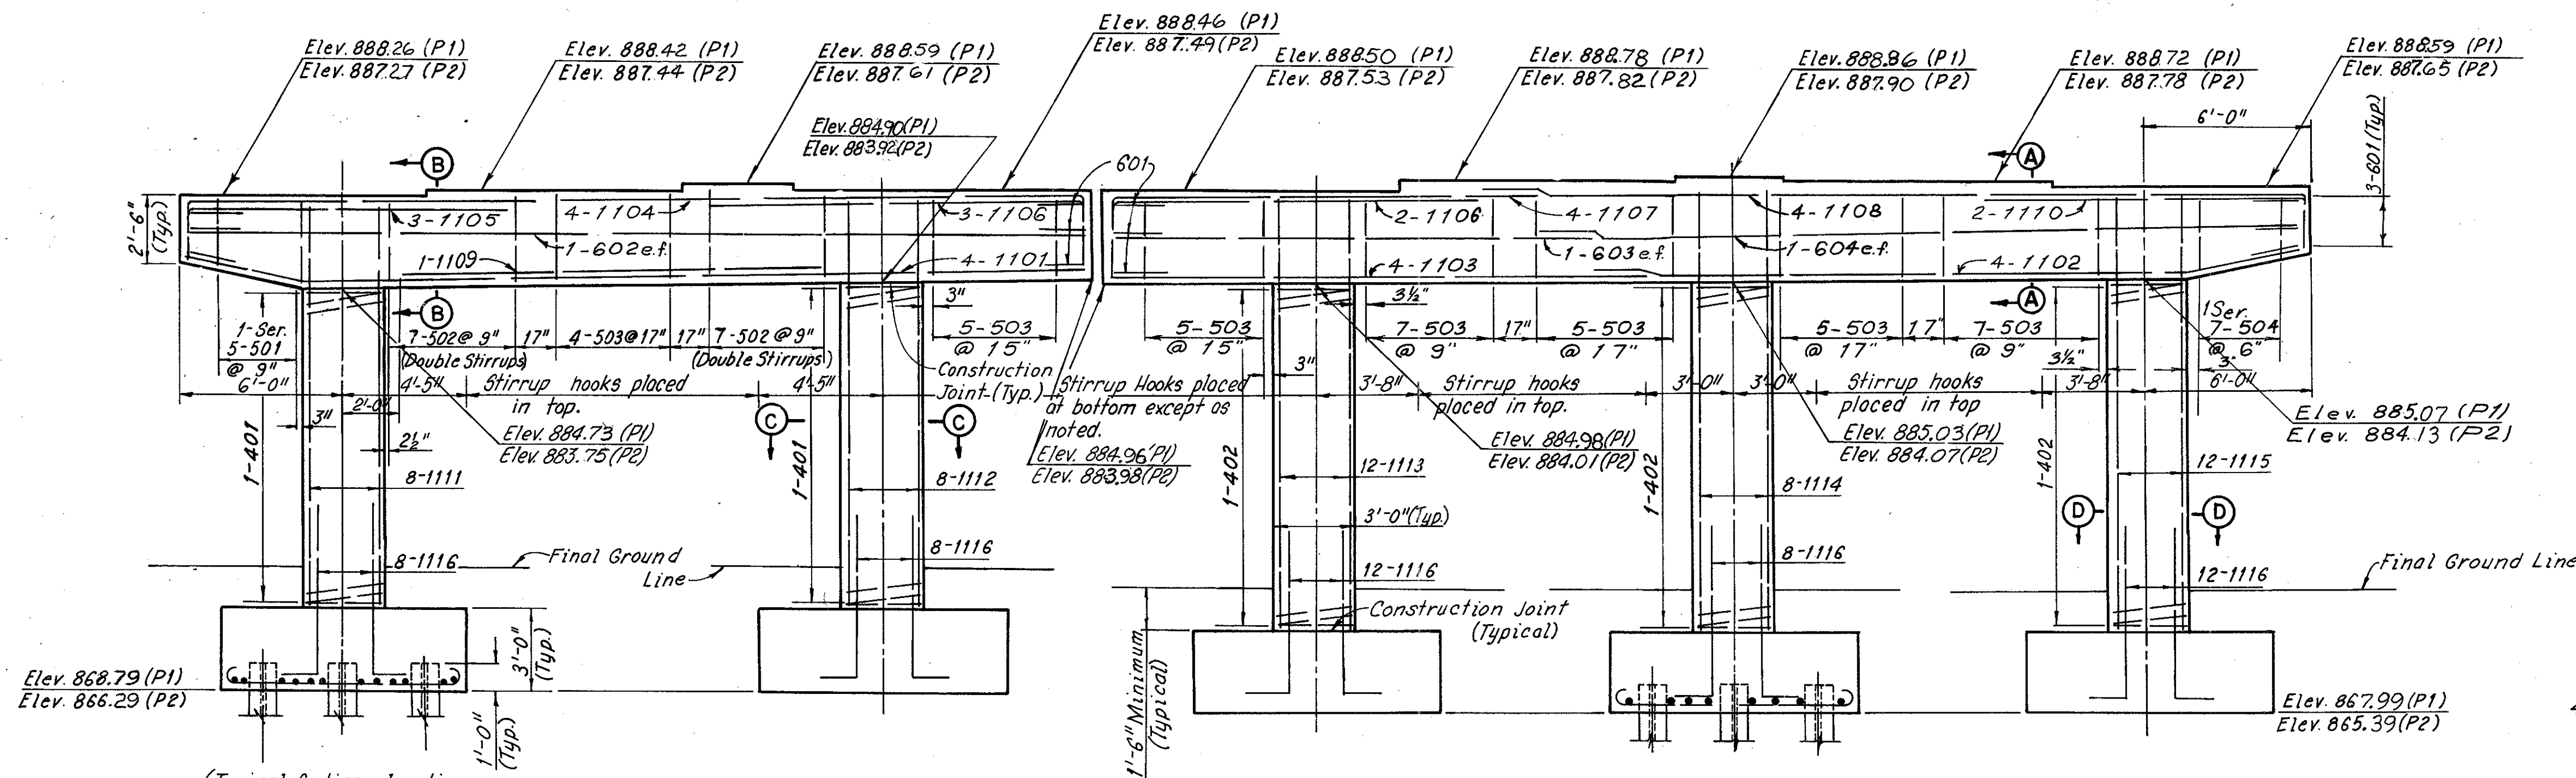 Elev. 888.26 (P1)
Elev. 887.27 (P2)
Elev. 888.42 (P1)
Elev. 887.44 (P2)
Elev. 888.59 (P1)
Elev. 887.61 (P2)
Elev. 888.46 (P1)
Elev. 887.49 (P2)
Elev. 888.50 (P1)
Elev. 887.53 (P2)
Elev. 888.78 (P1)
Elev. 887.82 (P2)
Elev. 888.86 (P1)
Elev. 887.90 (P2)
Elev. 888.72 (P1)
Elev. 887.78 (P2)
Elev. 888.59 (P1)
Elev. 887.65 (P2)
Elev. 884.90 (P1)
Elev. 883.92 (P2)
6'-0"
3-601 (Typ.)
B
601
A
2'-6"
(Typ.)
3-1105
4-1104
3-1106
2-1106
4-1107
4-1108
2-1110
1-602 e.f.
1-603 e.f.
1-604 e.f.
1-1109
4-1101
4-1103
4-1102
B
A
1-Ser.
5-501
@ 9"
7-502 @ 9"
(Double Stirrups)
17"
4-503 @ 17"
17"
7-502 @ 9"
(Double Stirrups)
3"
5-503
@ 15"
5-503
@ 15"
3½"
7-503
@ 9"
17"
5-503
@ 17"
5-503
@ 17"
17"
7-503
@ 9"
3½"
1 Ser.
7-504
@ 6"
3"
6'-0"
4'-5"
Stirrup hooks placed
in top.
4'-5"
Construction
Joint (Typ.)
Stirrup Hooks placed
at bottom except as
noted.
3"
3'-8"
Stirrup hooks
placed in top.
3'-0"
3'-0"
Stirrup hooks
placed in top
3'-8"
6'-0"
3"
2'-0"
2½"
1-401
Elev. 884.73 (P1)
Elev. 883.75 (P2)
C
C
1-401
Elev. 884.96 (P1)
Elev. 883.98 (P2)
1-402
Elev. 884.98 (P1)
Elev. 884.01 (P2)
1-402
Elev. 885.03 (P1)
Elev. 884.07 (P2)
1-402
Elev. 885.07 (P1)
Elev. 884.13 (P2)
8-1111
8-1112
12-1113
8-1114
12-1115
3'-0" (Typ.)
D
D
8-1116
Final Ground
Line
8-1116
12-1116
8-1116
12-1116
Final Ground Line
Construction Joint
(Typical)
3'-0"
(Typ.)
1'-6" Minimum
(Typical)
Elev. 868.79 (P1)
Elev. 866.29 (P2)
1'-0"
(Typ.)
Elev. 867.99 (P1)
Elev. 865.39 (P2)